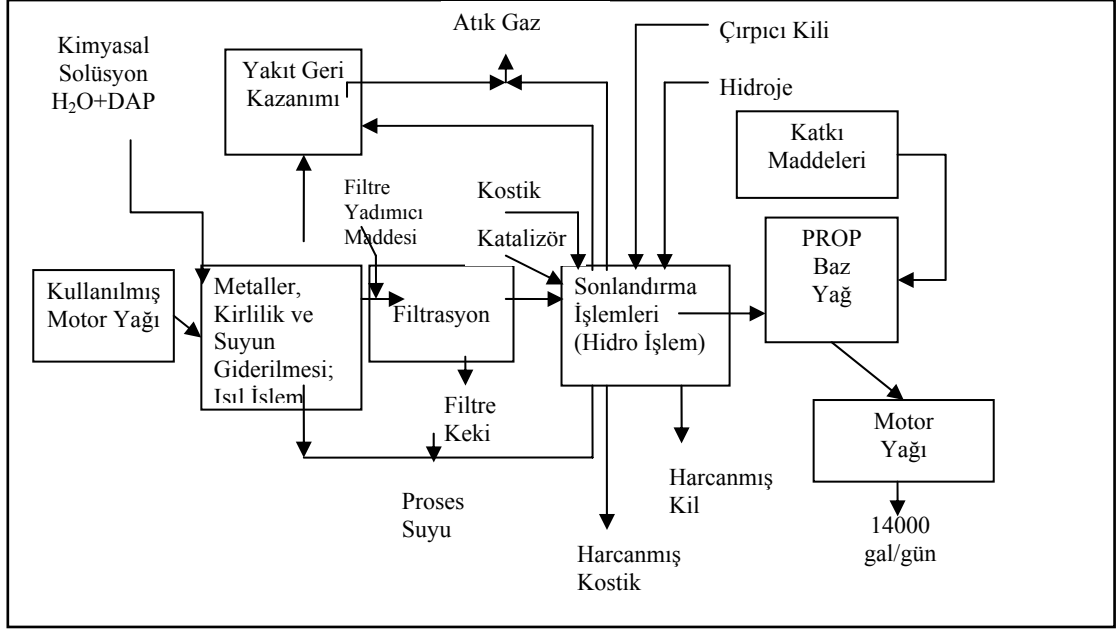 Atık Gaz
Kimyasal
Solüsyon
H₂O+DAP
Yakıt Geri
Kazanımı
Çırpıcı Kili
Hidroje
Katkı
Maddeleri
Filtre
Yadımıcı
Maddesi
Kostik
Katalizör
Kullanılmış
Motor Yağı
Metaller,
Kirlilik ve
Suyun
Giderilmesi;
Isıl İşlem
Filtrasyon
Sonlandırma
İşlemleri
(Hidro İşlem)
PROP
Baz
Yağ
Filtre
Keki
Motor
Yağı
Proses
Suyu
Harcanmış
Kil
Harcanmış
Kostik
14000
gal/gün